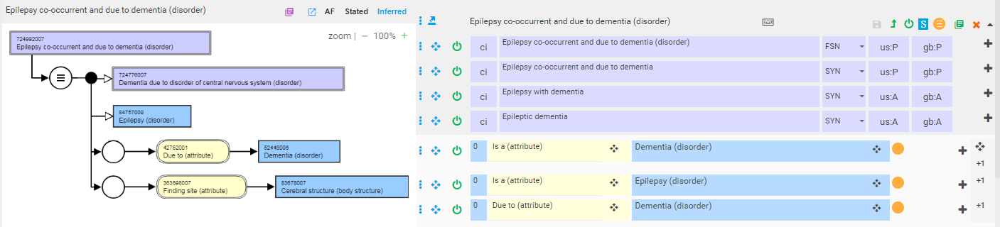 Epilepsy co-occurrent and due to dementia (disorder)
AF Stated Inferred
zoom | − 100% +
724992007
Epilepsy co-occurrent and due to dementia (disorder)
724776007
Dementia due to disorder of central nervous system (disorder)
84757009
Epilepsy (disorder)
42752001
Due to (attribute)
52448006
Dementia (disorder)
363698007
Finding site (attribute)
83678007
Cerebral structure (body structure)
Epilepsy co-occurrent and due to dementia (disorder)
S
ci Epilepsy co-occurrent and due to dementia (disorder) FSN us:P gb:P
ci Epilepsy co-occurrent and due to dementia SYN us:P gb:P
ci Epilepsy with dementia SYN us:A gb:A
ci Epileptic dementia SYN us:A gb:A
0 Is a (attribute) Dementia (disorder)
+1
0 Is a (attribute) Epilepsy (disorder) +1
0 Due to (attribute) Dementia (disorder) +1